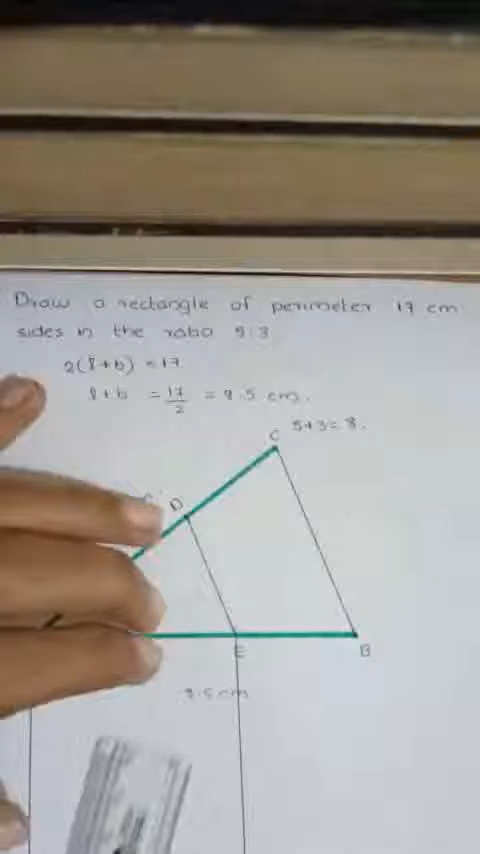 Draw a rectangle of perimeter 17 cm
sides in the ratio 5:3
2(l+b) = 17
l+b = 17/2 = 8.5 cm.
5+3=8.
C
D
E
B
8.5 cm